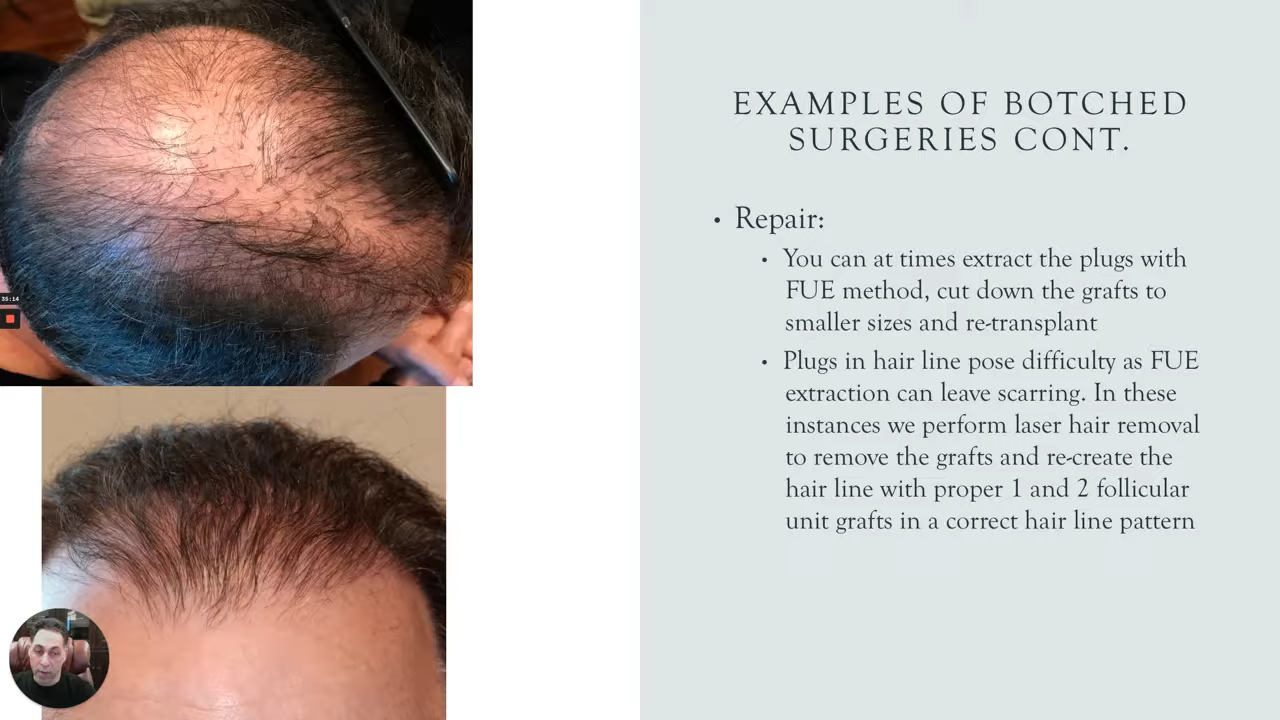 EXAMPLES OF BOTCHED
SURGERIES CONT.
• Repair:
• You can at times extract the plugs with
FUE method, cut down the grafts to
smaller sizes and re-transplant
• Plugs in hair line pose difficulty as FUE
extraction can leave scarring. In these
instances we perform laser hair removal
to remove the grafts and re-create the
hair line with proper 1 and 2 follicular
unit grafts in a correct hair line pattern
35:14